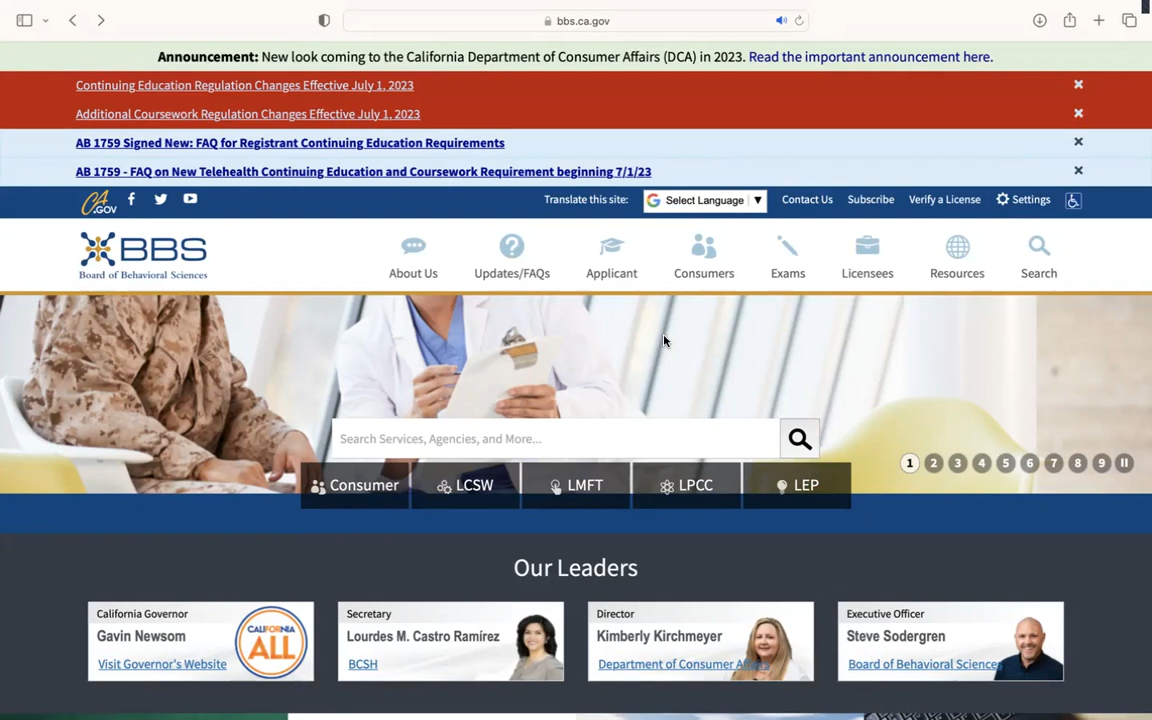 bbs.ca.gov
Announcement: New look coming to the California Department of Consumer Affairs (DCA) in 2023. Read the important announcement here.
Continuing Education Regulation Changes Effective July 1, 2023
Additional Coursework Regulation Changes Effective July 1, 2023
AB 1759 Signed New: FAQ for Registrant Continuing Education Requirements
AB 1759 - FAQ on New Telehealth Continuing Education and Coursework Requirement beginning 7/1/23
CA.GOV Translate this site: G Select Language ▼ Contact Us Subscribe Verify a License Settings
BBS
Board of Behavioral Sciences
About Us Updates/FAQs Applicant Consumers Exams Licensees Resources Search
Search Services, Agencies, and More...
1 2 3 4 5 6 7 8 9
Consumer LCSW LMFT LPCC LEP
Our Leaders
California Governor
Gavin Newsom
Visit Governor's Website
CALIFORNIA
ALL
Secretary
Lourdes M. Castro Ramírez
BCSH
Director
Kimberly Kirchmeyer
Department of Consumer Affairs
Executive Officer
Steve Sodergren
Board of Behavioral Sciences